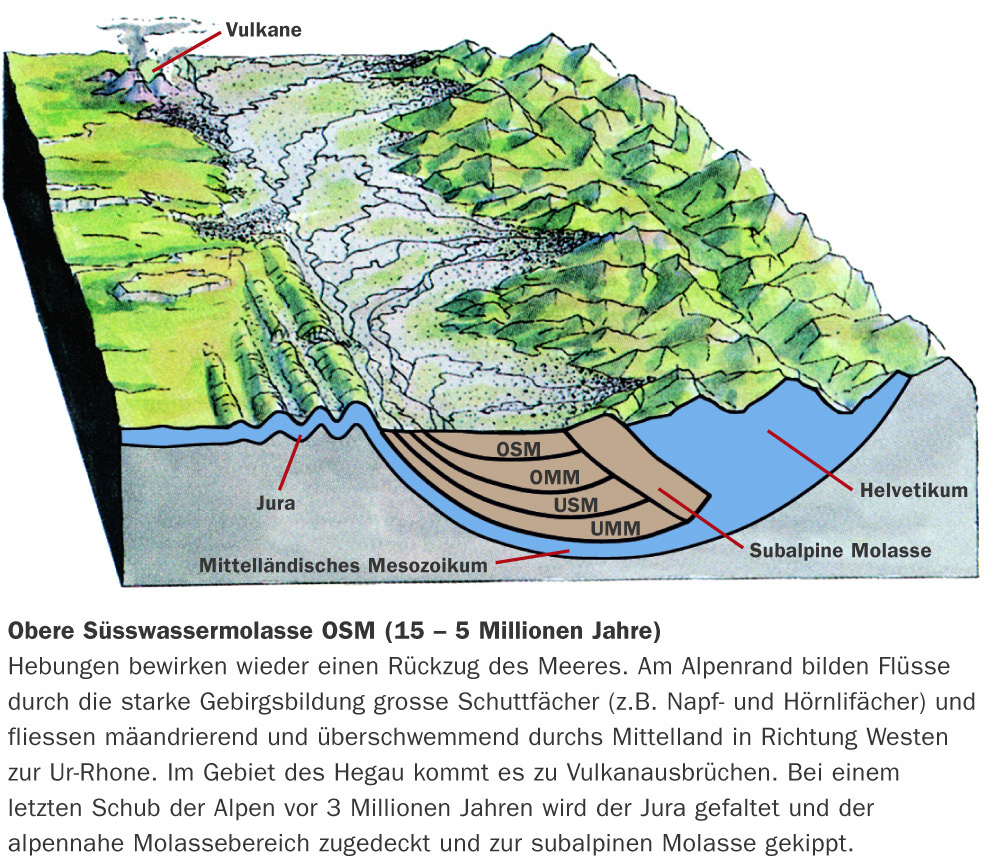 Vulkane
OSM
OMM
USM
UMM
Jura
Helvetikum
Subalpine Molasse
Mittelländisches Mesozoikum
Obere Süsswassermolasse OSM (15 – 5 Millionen Jahre)
Hebungen bewirken wieder einen Rückzug des Meeres. Am Alpenrand bilden Flüsse
durch die starke Gebirgsbildung grosse Schuttfächer (z.B. Napf- und Hörnlifächer) und
fliessen mäandrierend und überschwemmend durchs Mittelland in Richtung Westen
zur Ur-Rhone. Im Gebiet des Hegau kommt es zu Vulkanausbrüchen. Bei einem
letzten Schub der Alpen vor 3 Millionen Jahren wird der Jura gefaltet und der
alpennahe Molassebereich zugedeckt und zur subalpinen Molasse gekippt.